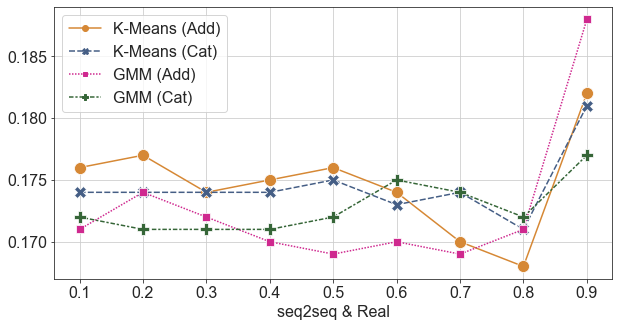 K-Means (Add)
K-Means (Cat)
GMM (Add)
GMM (Cat)
0.185
0.180
0.175
0.170
0.1 0.2 0.3 0.4 0.5 0.6 0.7 0.8 0.9
seq2seq & Real